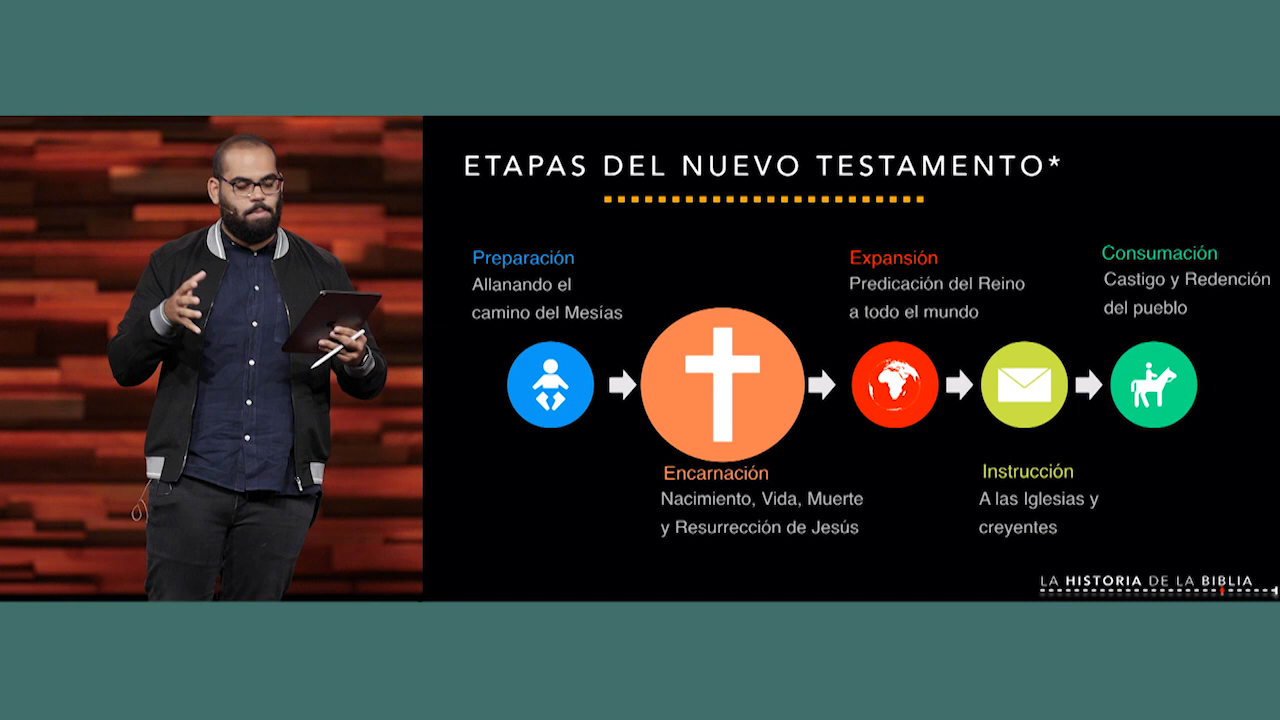 ETAPAS DEL NUEVO TESTAMENTO*
Preparación
Allanando el
camino del Mesías
Encarnación
Nacimiento, Vida, Muerte
y Resurrección de Jesús
Expansión
Predicación del Reino
a todo el mundo
Instrucción
A las Iglesias y
creyentes
Consumación
Castigo y Redención
del pueblo
LA HISTORIA DE LA BIBLIA